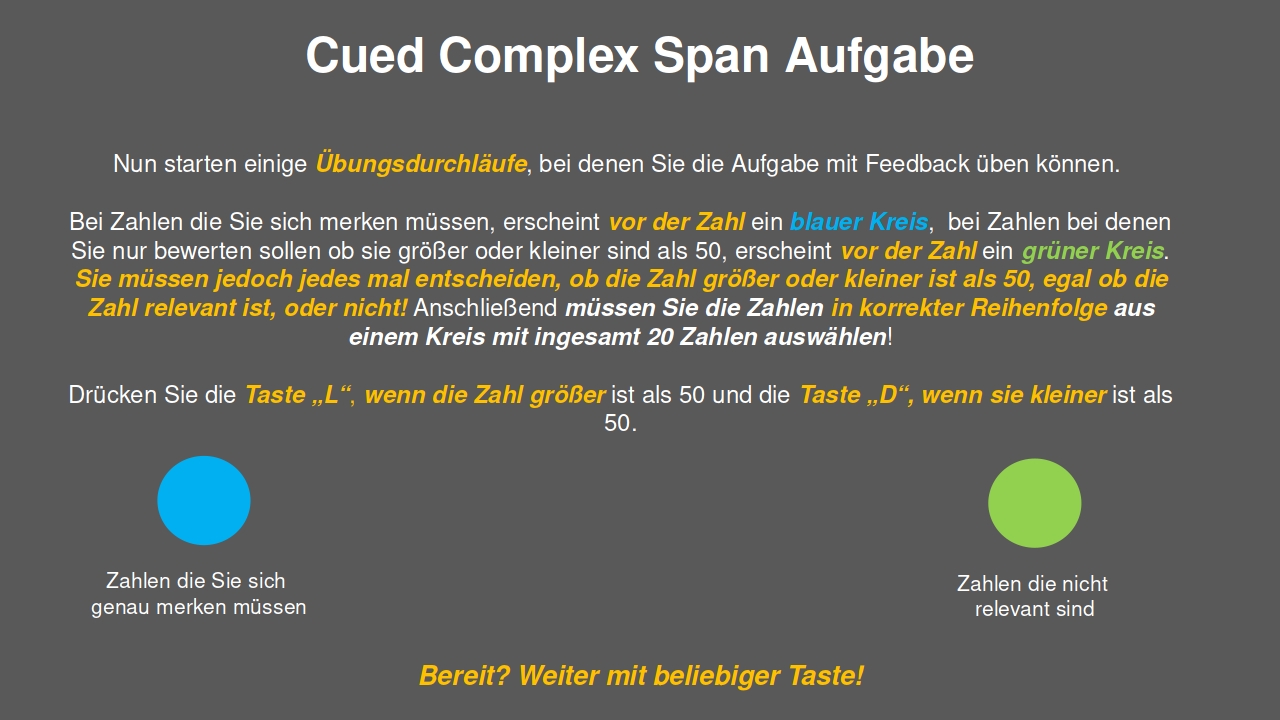 Cued Complex Span Aufgabe
Nun starten einige Übungsdurchläufe, bei denen Sie die Aufgabe mit Feedback üben können.
Bei Zahlen die Sie sich merken müssen, erscheint vor der Zahl ein blauer Kreis,  bei Zahlen bei denen
Sie nur bewerten sollen ob sie größer oder kleiner sind als 50, erscheint vor der Zahl ein grüner Kreis.
Sie müssen jedoch jedes mal entscheiden, ob die Zahl größer oder kleiner ist als 50, egal ob die
Zahl relevant ist, oder nicht! Anschließend müssen Sie die Zahlen in korrekter Reihenfolge aus
einem Kreis mit ingesamt 20 Zahlen auswählen!
Drücken Sie die Taste „L“, wenn die Zahl größer ist als 50 und die Taste „D“, wenn sie kleiner ist als
50.
Zahlen die Sie sich
genau merken müssen
Zahlen die nicht
relevant sind
Bereit? Weiter mit beliebiger Taste!